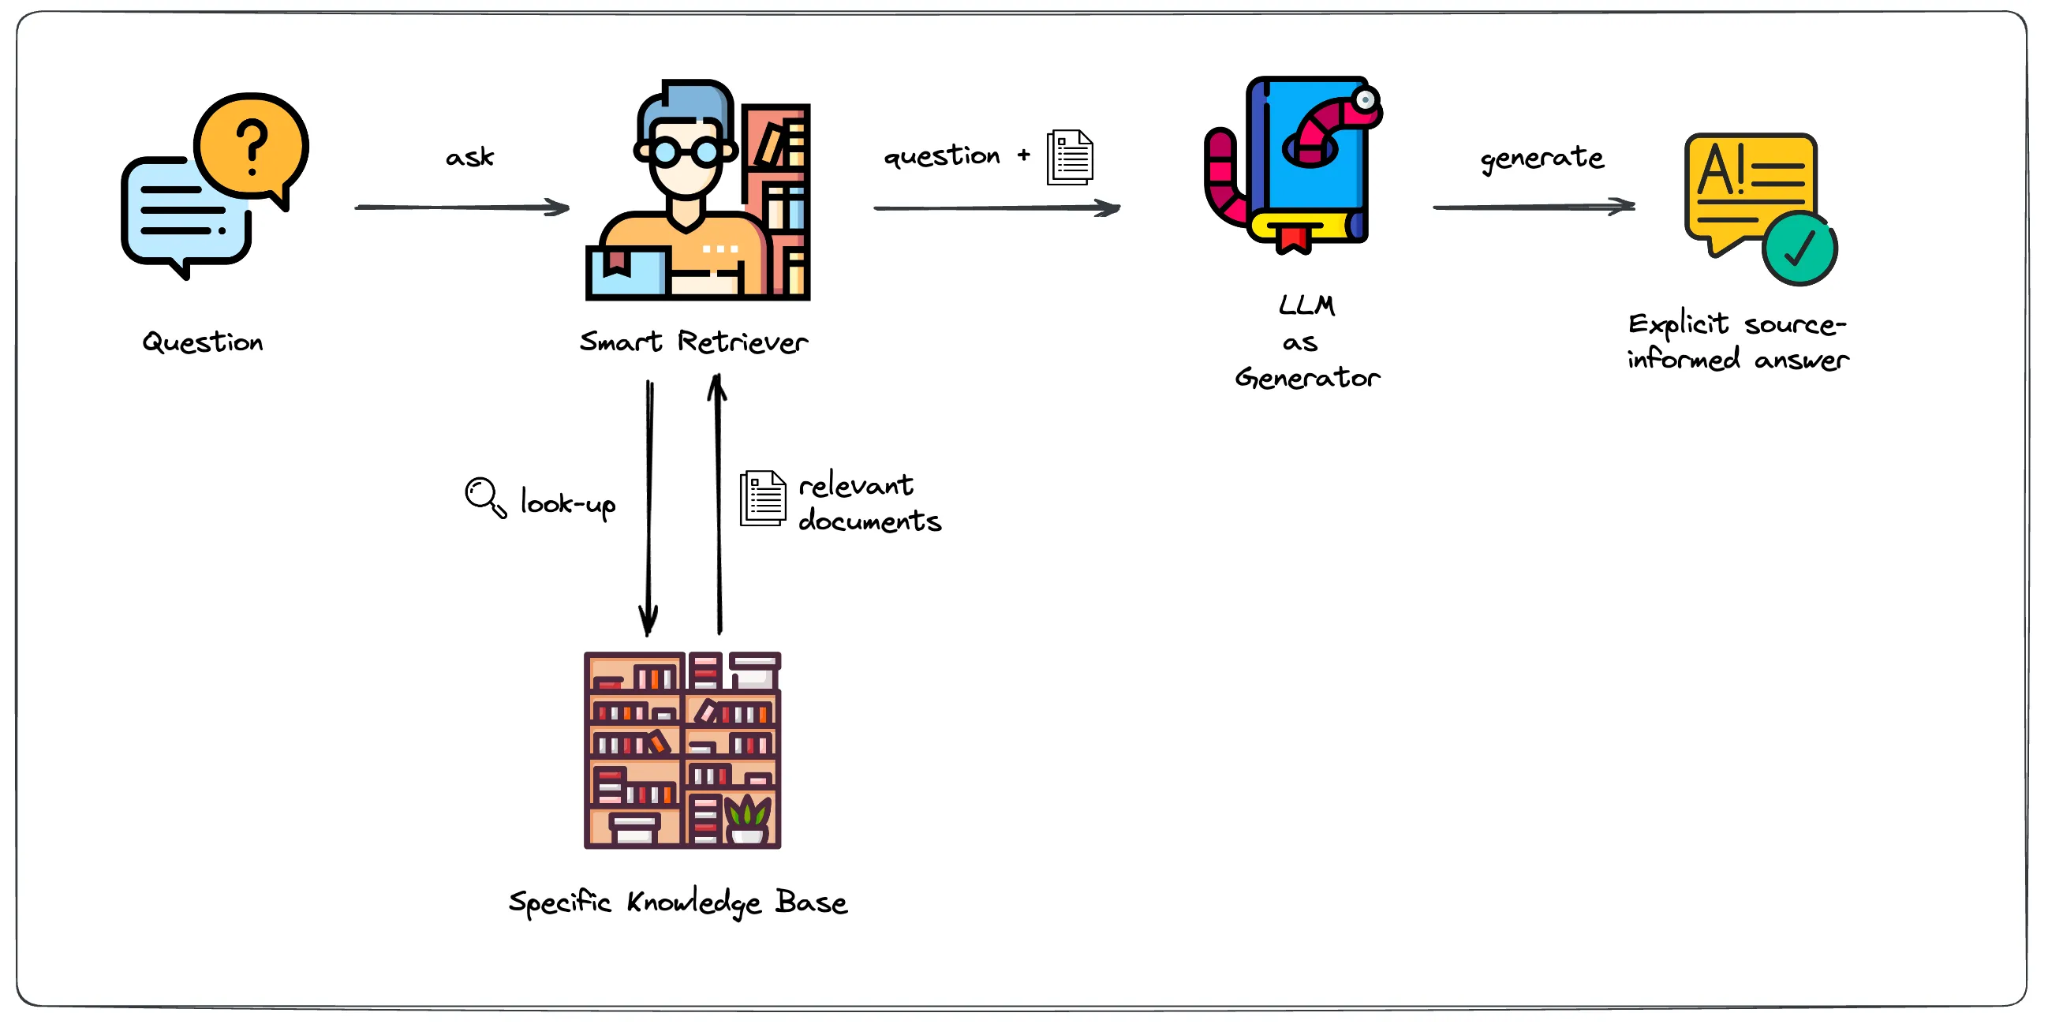 ask
question +
generate
?
A!
Question
Smart Retriever
LLM
as
Generator
Explicit source-
informed answer
look-up
relevant
documents
Specific Knowledge Base